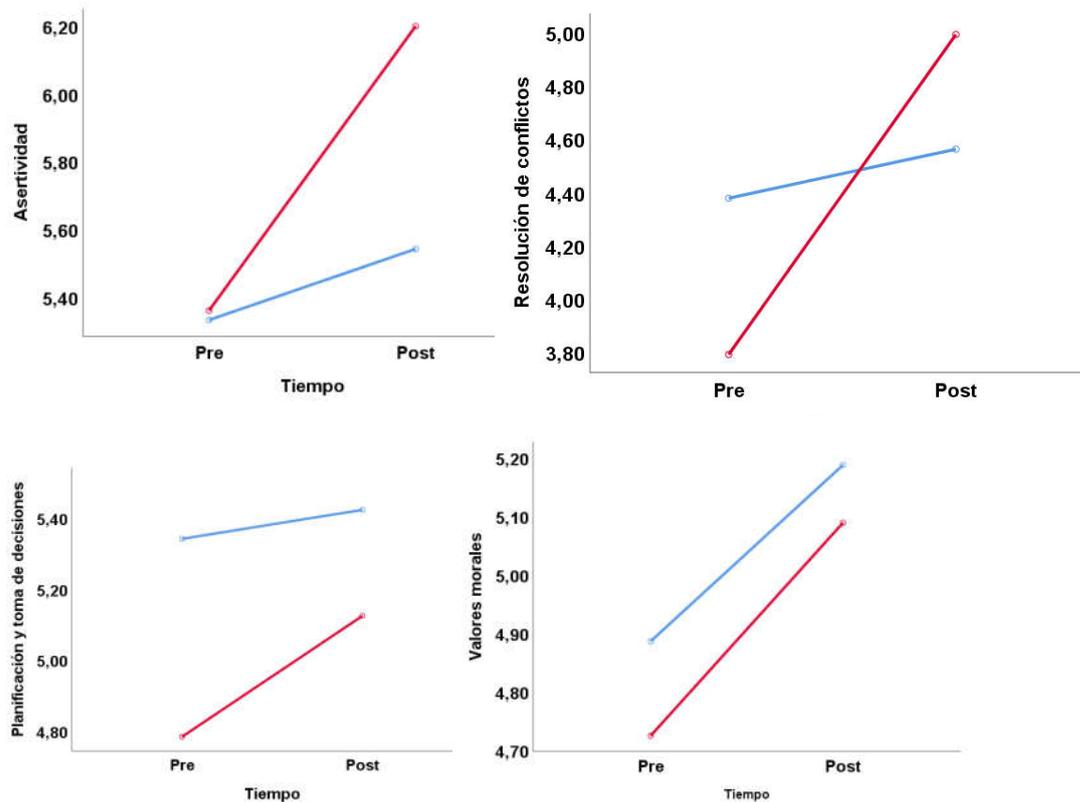 Asertividad
6,20
6,00
5,80
5,60
5,40
Pre
Post
Tiempo
Resolución de conflictos
5,00
4,80
4,60
4,40
4,20
4,00
3,80
Pre
Post
Planificación y toma de decisiones
5,40
5,20
5,00
4,80
Pre
Post
Tiempo
Valores morales
5,20
5,10
5,00
4,90
4,80
4,70
Pre
Post
Tiempo